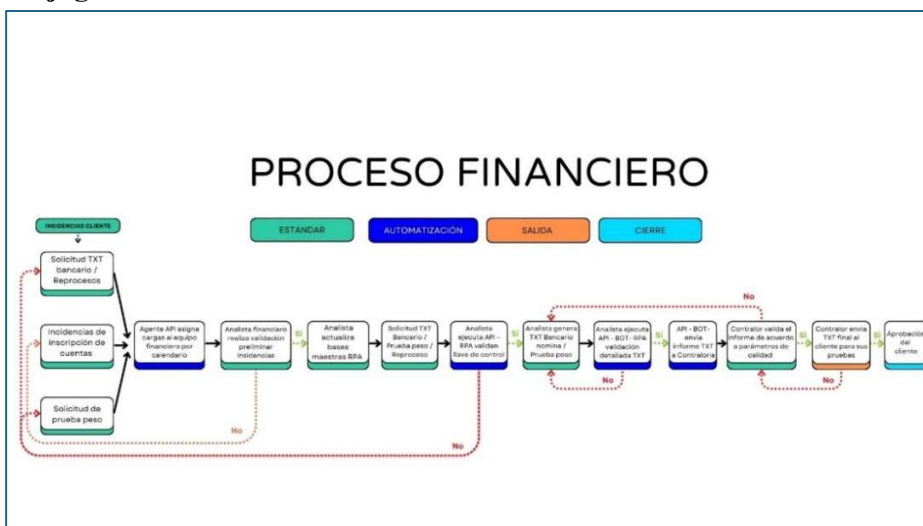 PROCESO FINANCIERO
INSIDENCIAS CLIENTE
ESTANDAR
AUTOMATIZACIÓN
SALIDA
CIERRE
Solicitud TXT
bancario /
Reprocesos
Incidencias de
inscripción de
cuentas
Solicitud de
prueba peso
Agente API asigna
cargas al equipo
financiero por
calendario
Analista financiero
realiza validación
preliminar
insidencias
Si
Analista
actualiza
bases
maestras RPA
Solicitud TXT
Bancario /
Prueba peso /
Reproceso
Analista
ejecuta API -
RPA validan
llave de control
Si
Analista genera
TXT Bancario
nomina /
Prueba peso
Analista ejecuta
API - BOT- RPA
validación
detallada TXT
Si
API - BOT-
envia
informe TXT
a Contraloria
Contralor valida el
informe de acuerdo
a parámetros de
calidad
Si
Contralor envia
TXT final al
cliente para sus
pruebas
Si
Aprobación
del
cliente
No
No
No
No
No